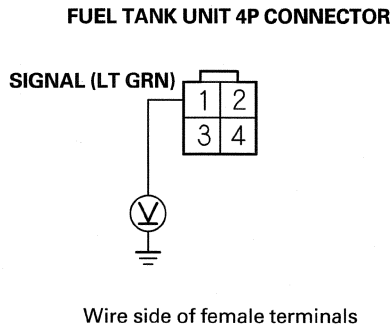 FUEL TANK UNIT 4P CONNECTOR
SIGNAL (LT GRN)
1 2
3 4
V
Wire side of female terminals